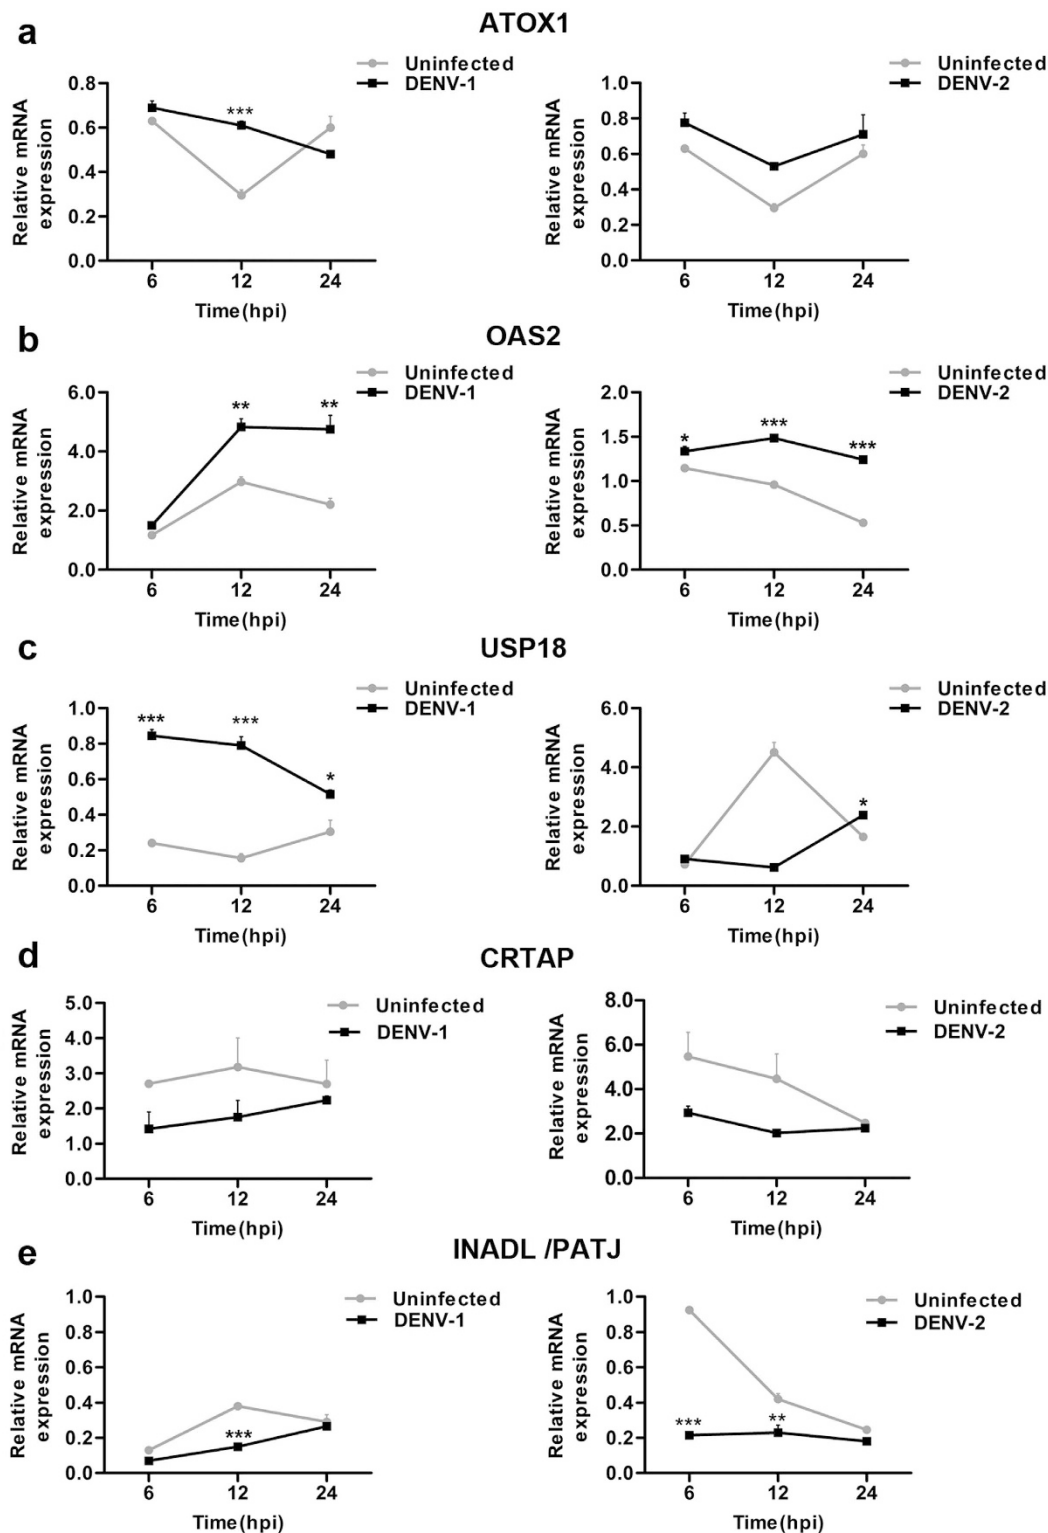 a
ATOX1
Uninfected
DENV-1
Relative mRNA
expression
0.8
0.6
0.4
0.2
0.0
***
6 12 24
Time(hpi)
Uninfected
DENV-2
Relative mRNA
expression
1.0
0.8
0.6
0.4
0.2
0.0
6 12 24
Time(hpi)
b
OAS2
Uninfected
DENV-1
Relative mRNA
expression
6.0
4.0
2.0
0.0
** **
6 12 24
Time(hpi)
Uninfected
DENV-2
Relative mRNA
expression
2.0
1.5
1.0
0.5
0.0
* *** ***
6 12 24
Time(hpi)
c
USP18
Uninfected
DENV-1
Relative mRNA
expression
1.0
0.8
0.6
0.4
0.2
0.0
*** *** *
6 12 24
Time(hpi)
Uninfected
DENV-2
Relative mRNA
expression
6.0
4.0
2.0
0.0
*
6 12 24
Time(hpi)
d
CRTAP
Uninfected
DENV-1
Relative mRNA
expression
5.0
4.0
3.0
2.0
1.0
0.0
6 12 24
Time(hpi)
Uninfected
DENV-2
Relative mRNA
expression
8.0
6.0
4.0
2.0
0.0
6 12 24
Time(hpi)
e
INADL /PATJ
Uninfected
DENV-1
Relative mRNA
expression
1.0
0.8
0.6
0.4
0.2
0.0
***
6 12 24
Time(hpi)
Uninfected
DENV-2
Relative mRNA
expression
1.0
0.8
0.6
0.4
0.2
0.0
*** **
6 12 24
Time(hpi)